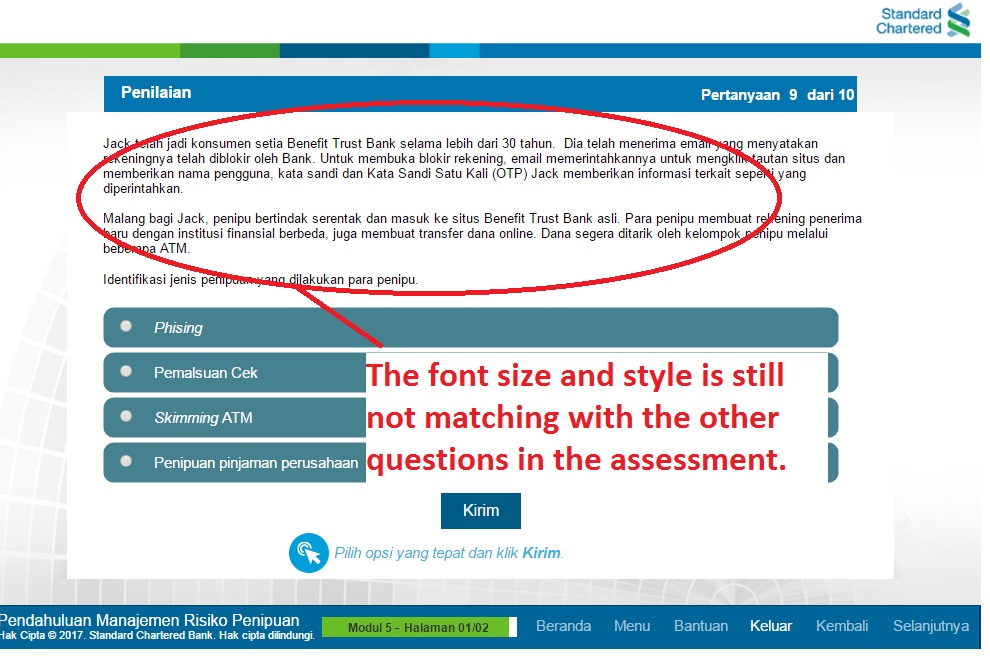 Standard
Chartered
Penilaian
Pertanyaan 9 dari 10
Jack telah jadi konsumen setia Benefit Trust Bank selama lebih dari 30 tahun. Dia telah menerima email yang menyatakan
rekeningnya telah diblokir oleh Bank. Untuk membuka blokir rekening, email memerintahkannya untuk mengklik tautan situs dan
memberikan nama pengguna, kata sandi dan Kata Sandi Satu Kali (OTP) Jack memberikan informasi terkait seperti yang
diperintahkan.
Malang bagi Jack, penipu bertindak serentak dan masuk ke situs Benefit Trust Bank asli. Para penipu membuat rekening penerima
baru dengan institusi finansial berbeda, juga membuat transfer dana online. Dana segera ditarik oleh kelompok penipu melalui
beberapa ATM.
Identifikasi jenis penipuan yang dilakukan para penipu.
Phising
Pemalsuan Cek
Skimming ATM
Penipuan pinjaman perusahaan
The font size and style is still
not matching with the other
questions in the assessment.
Kirim
Pilih opsi yang tepat dan klik Kirim.
Pendahuluan Manajemen Risiko Penipuan
Hak Cipta © 2017. Standard Chartered Bank. Hak cipta dilindungi.
Modul 5 - Halaman 01/02
Beranda Menu Bantuan Keluar Kembali Selanjutnya